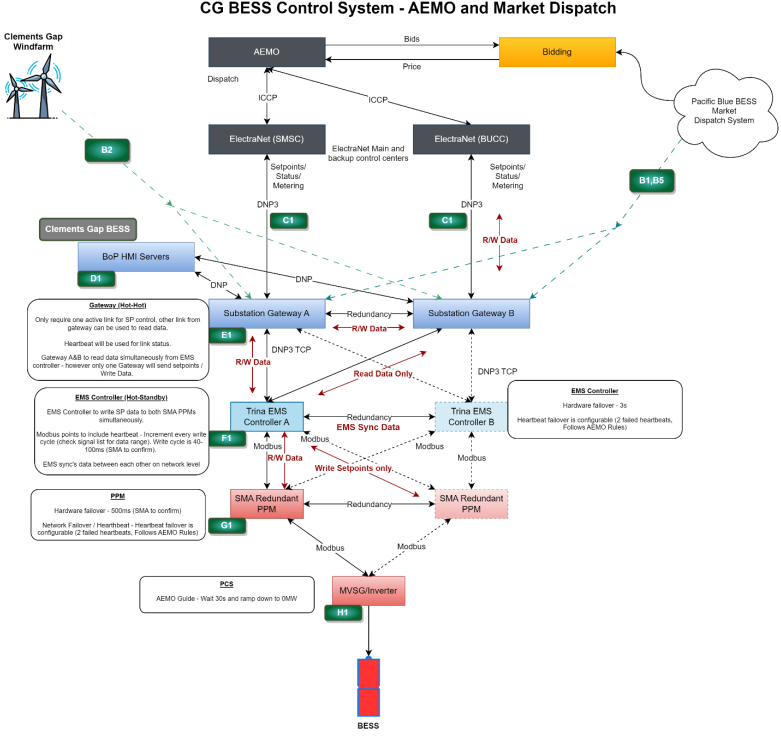 CG BESS Control System - AEMO and Market Dispatch
Clements Gap
Windfarm
AEMO
Bids
Price
Bidding
Dispatch
ICCP
ICCP
Pacific Blue BESS
Market
Dispatch System
ElectraNet (SMSC)
ElectraNet Main and
backup control centers
ElectraNet (BUCC)
B2
B1,B5
Setpoints/
Status/
Metering
Setpoints/
Status/
Metering
DNP3
DNP3
C1
C1
R/W Data
Clements Gap BESS
BoP HMI Servers
D1
DNP
DNP
Gateway (Hot-Hot)
Only require one active link for SP control, other link from
gateway can be used to read data.
Heartbeat will be used for link status.
Gateway A&B to read data simultaneously from EMS
controller - however only one Gateway will send setpoints /
Write Data.
Substation Gateway A
Redundancy
R/W Data
Substation Gateway B
E1
DNP3 TCP
R/W Data
Read Data Only
DNP3 TCP
EMS Controller (Hot-Standby)
EMS Controller to write SP data to both SMA PPMs
simultaneously.
Modbus points to include heartbeat - Increment every write
cycle (check signal list for data range). Write cycle is 40-
100ms (SMA to confirm).
EMS sync's data between each other on network level
Trina EMS
Controller A
Redundancy
EMS Sync Data
Trina EMS
Controller B
EMS Controller
Hardware failover - 3s
Heartbeat failover is configurable (2 failed heartbeats,
Follows AEMO Rules)
F1
Modbus
Modbus
Modbus
Modbus
R/W Data
Write Setpoints only
PPM
Hardware failover - 500ms (SMA to confirm)
Network Failover / Hearthbeat - Heartbeat failover is
configurable (2 failed heartbeats, Follows AEMO Rules)
SMA Redundant
PPM
Redundancy
SMA Redundant
PPM
G1
Modbus
Modbus
PCS
AEMO Guide - Wait 30s and ramp down to 0MW
MVSG/Inverter
H1
BESS